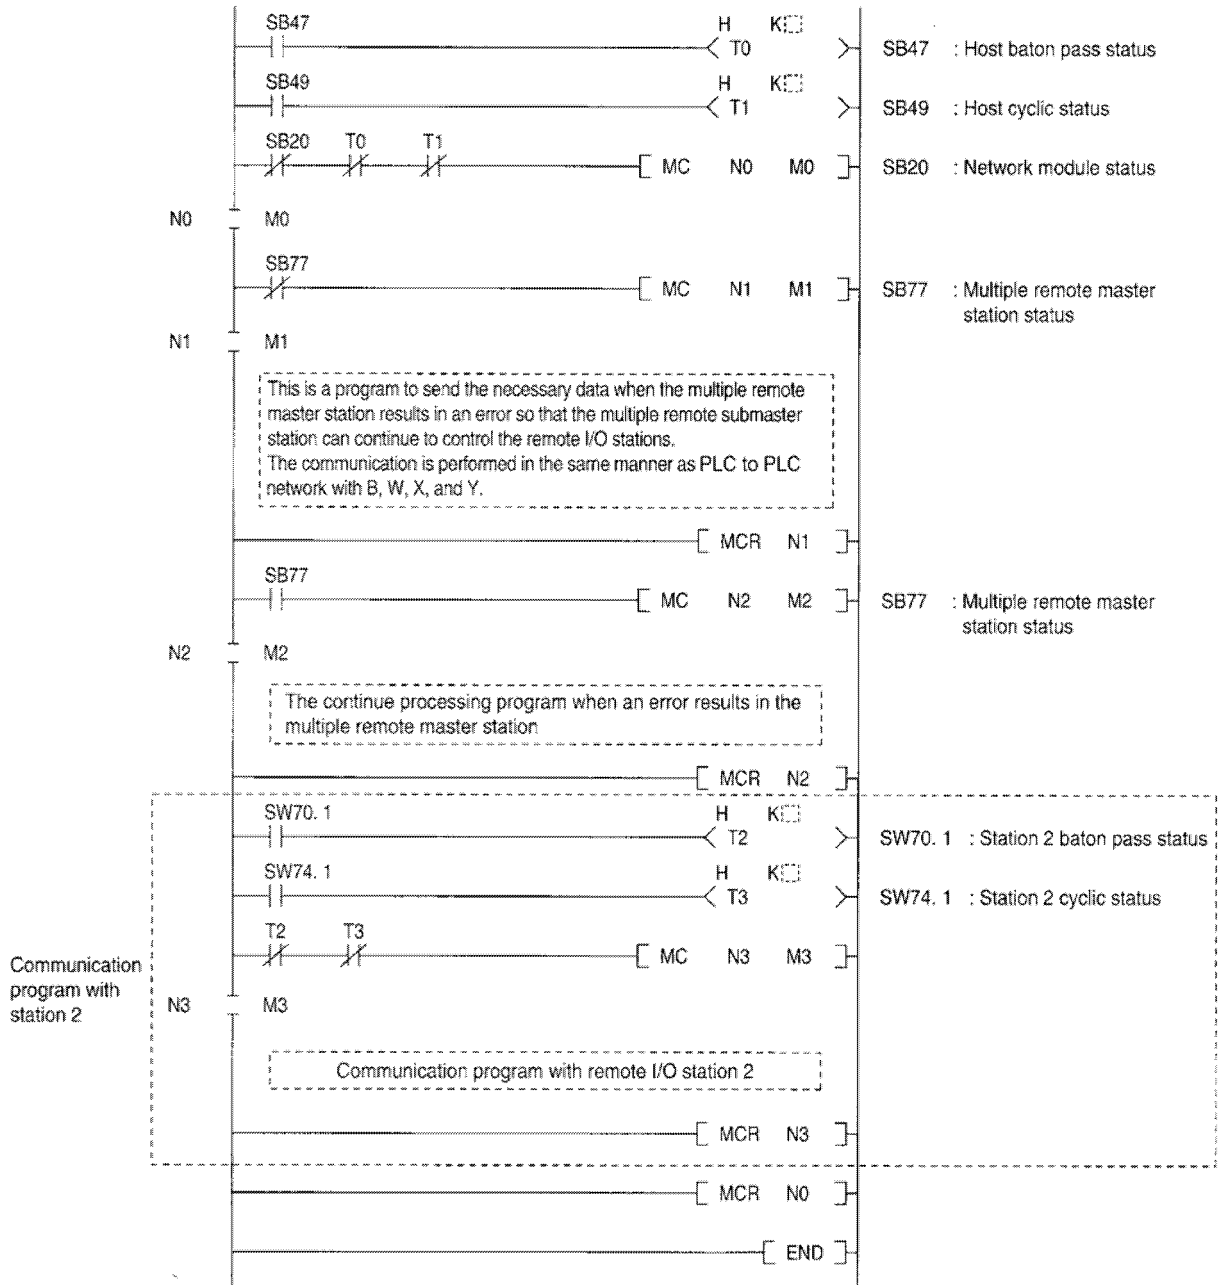 SB47
H K
T0
SB47 : Host baton pass status
SB49
H K
T1
SB49 : Host cyclic status
SB20 T0 T1
MC N0 M0
SB20 : Network module status
N0 M0
SB77
MC N1 M1
SB77 : Multiple remote master
station status
N1 M1
This is a program to send the necessary data when the multiple remote
master station results in an error so that the multiple remote submaster
station can continue to control the remote I/O stations.
The communication is performed in the same manner as PLC to PLC
network with B, W, X, and Y.
MCR N1
SB77
MC N2 M2
SB77 : Multiple remote master
station status
N2 M2
The continue processing program when an error results in the
multiple remote master station
MCR N2
SW70. 1
H K
T2
SW70. 1 : Station 2 baton pass status
SW74. 1
H K
T3
SW74. 1 : Station 2 cyclic status
T2 T3
MC N3 M3
Communication
program with
station 2
N3 M3
Communication program with remote I/O station 2
MCR N3
MCR N0
END